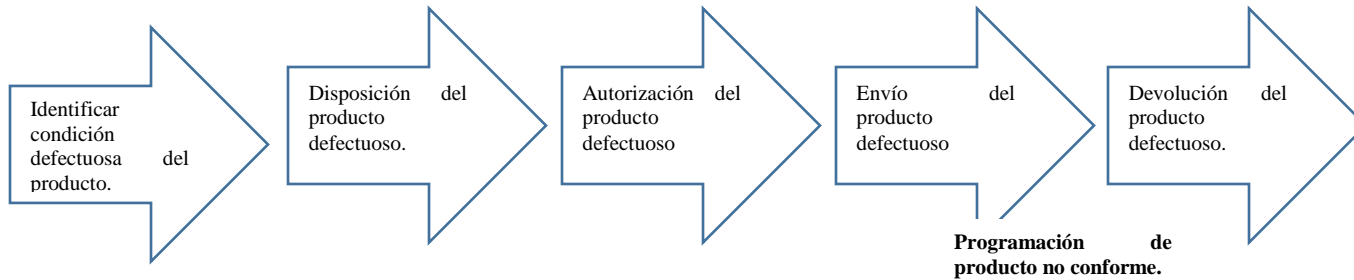 Identificar
condición
defectuosa del
producto.
Disposición del
producto
defectuoso.
Autorización del
producto
defectuoso
Envío del
producto
defectuoso
Devolución del
producto
defectuoso.
Programación de
producto no conforme.